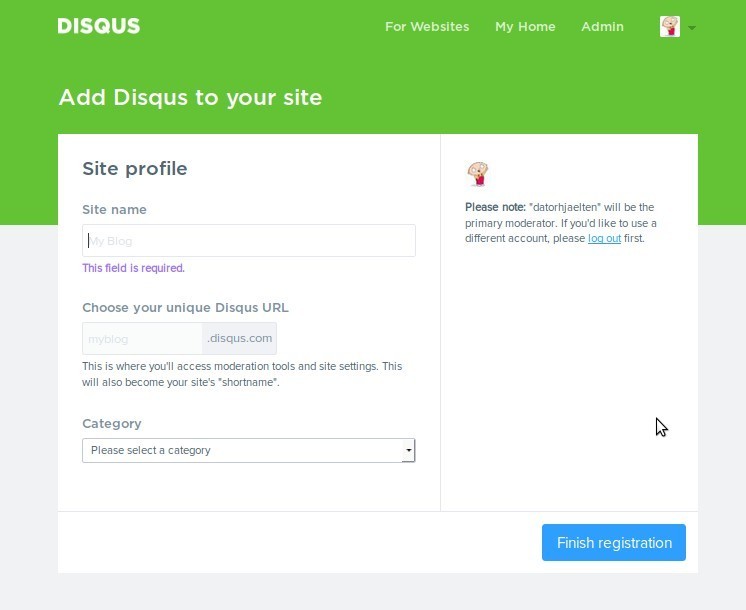 DISQUS
For Websites My Home Admin
Add Disqus to your site
Site profile
Site name
My Blog
This field is required.
Choose your unique Disqus URL
myblog .disqus.com
This is where you'll access moderation tools and site settings. This
will also become your site's "shortname".
Category
Please select a category
Please note: "datorhjaelten" will be the
primary moderator. If you'd like to use a
different account, please log out first.
Finish registration